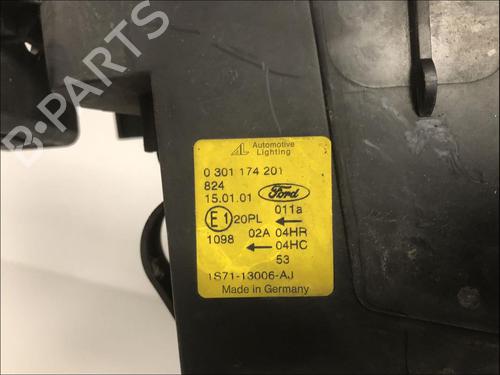 B-PARTS
AL Automotive
Lighting
0 301 174 201
824
15.01.01 Ford
011a
E1 20PL ←
02A 04HR
1098 ← 04HC
53
1S71-13006-AJ
Made in Germany